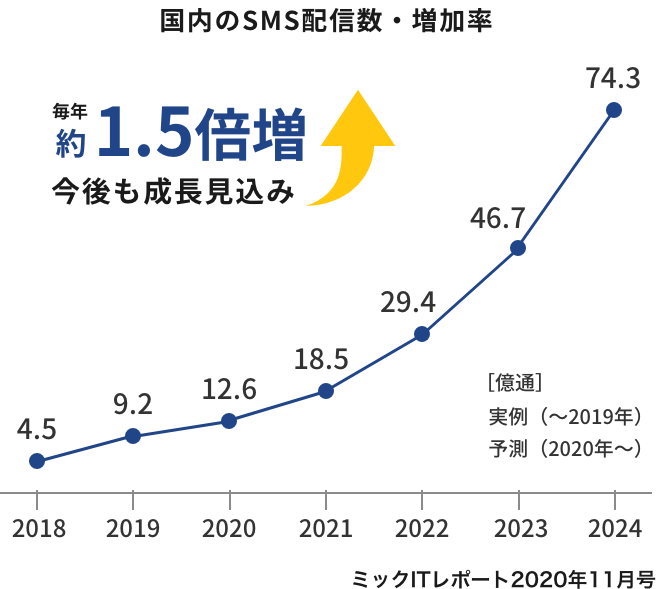 国内のSMS配信数・増加率
毎年
約1.5倍増
今後も成長見込み
74.3
46.7
29.4
18.5
12.6
9.2
4.5
［億通］
実例（～2019年）
予測（2020年～）
2018 2019 2020 2021 2022 2023 2024
ミックITレポート2020年11月号